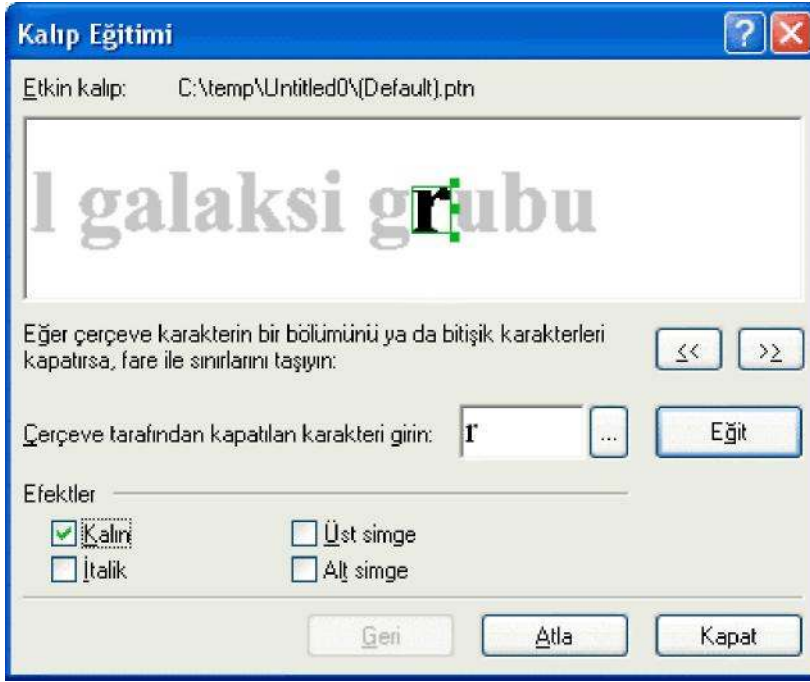 Kalıp Eğitimi
Etkin kalıp: C:\temp\Untitled0\(Default).ptn
l galaksi grubu
Eğer çerçeve karakterin bir bölümünü ya da bitişik karakterleri
kapatırsa, fare ile sınırlarını taşıyın:
<< >>
Çerçeve tarafından kapatılan karakteri girin: r ... Eğit
Efektler
Kalın Üst simge
İtalik Alt simge
Geri Atla Kapat